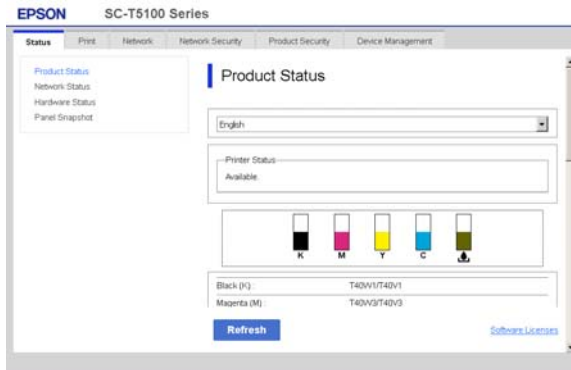 EPSON SC-T5100 Series
Status Print Network Network Security Product Security Device Management
Product Status
Network Status
Hardware Status
Panel Snapshot
Product Status
English
Printer Status
Available.
K M Y C
Black (K) : T40W1/T40V1
Magenta (M) : T40W3/T40V3
Refresh
Software Licenses